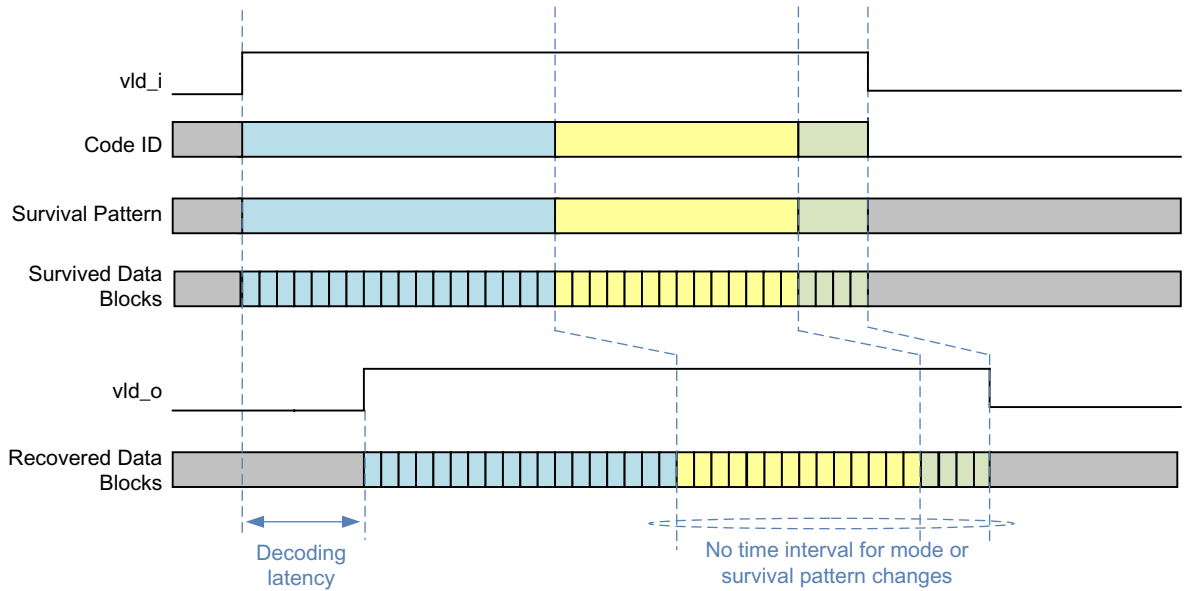 vld_i
Code ID
Survival Pattern
Survived Data
Blocks
vld_o
Recovered Data
Blocks
Decoding
latency
No time interval for mode or
survival pattern changes